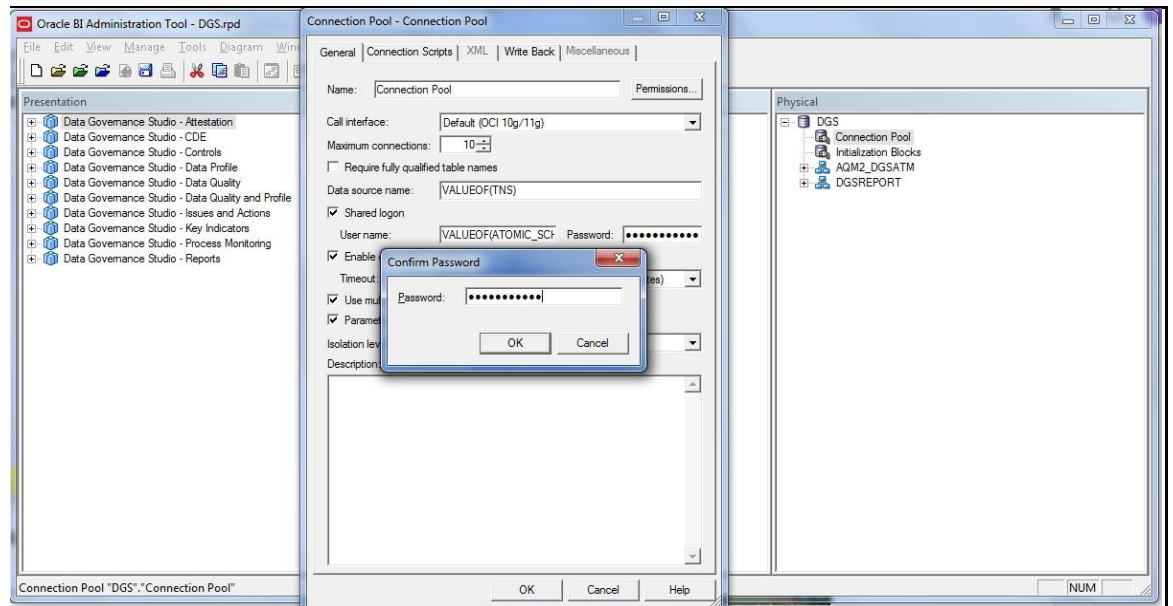 Oracle BI Administration Tool - DGS.rpd
File Edit View Manage Tools Diagram
Presentation
Data Governance Studio - Attestation
Data Governance Studio - CDE
Data Governance Studio - Controls
Data Governance Studio - Data Profile
Data Governance Studio - Data Quality
Data Governance Studio - Data Quality and Profile
Data Governance Studio - Issues and Actions
Data Governance Studio - Key Indicators
Data Governance Studio - Process Monitoring
Data Governance Studio - Reports
Connection Pool "DGS"."Connection Pool"
Connection Pool - Connection Pool
General Connection Scripts XML Write Back Miscellaneous
Name: Connection Pool Permissions...
Call interface: Default (OCI 10g/11g)
Maximum connections: 10
Require fully qualified table names
Data source name: VALUEOF(TNS)
Shared logon
User name: VALUEOF(ATOMIC_SCH Password: ●●●●●●●●●●●
Enable
Timeout:
Use mul
Paramet
Isolation lev
Description
Confirm Password
Password: ●●●●●●●●●●●
OK Cancel
OK Cancel Help
Physical
DGS
Connection Pool
Initialization Blocks
AQM2_DGSATM
DGSREPORT
NUM